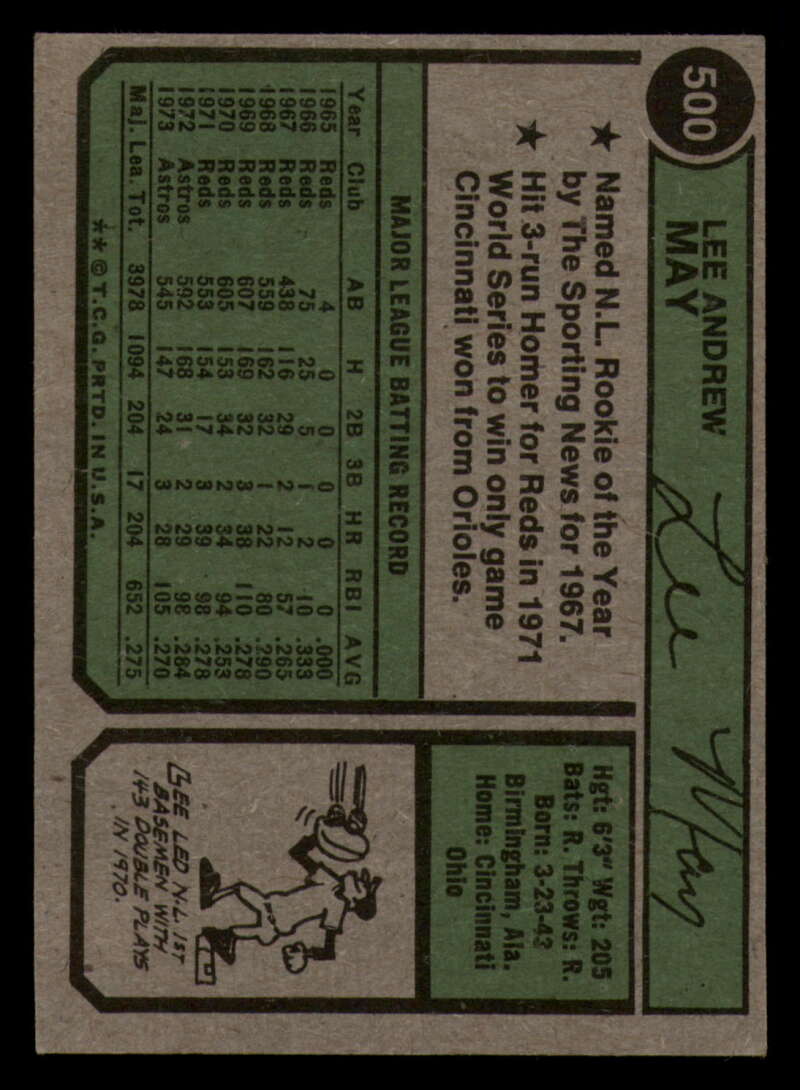 500
LEE ANDREW
MAY
Lee May
★ Named N.L. Rookie of the Year
by The Sporting News for 1967.
★ Hit 3-run Homer for Reds in 1971
World Series to win only game
Cincinnati won from Orioles.
MAJOR LEAGUE BATTING RECORD
Year Club AB H 2B 3B HR RBI AVG
1965 Reds 4 0 0 0 0 0 .000
1966 Reds 75 25 5 1 2 10 .333
1967 Reds 438 116 29 2 12 57 .265
1968 Reds 559 162 32 1 22 80 .290
1969 Reds 607 169 32 3 38 110 .278
1970 Reds 605 153 34 2 34 94 .253
1971 Reds 553 154 17 3 39 98 .278
1972 Astros 592 168 31 2 29 98 .284
1973 Astros 545 147 24 3 28 105 .270
Maj. Lea. Tot. 3978 1094 204 17 204 652 .275
** © T.C.G. PRTD. IN U.S.A.
Hgt: 6'3" Wgt: 205
Bats: R. Throws: R.
Born: 3-23-43
Birmingham, Ala.
Home: Cincinnati
Ohio
LEE LED N.L. 1ST
BASEMEN WITH
143 DOUBLE PLAYS
IN 1970.